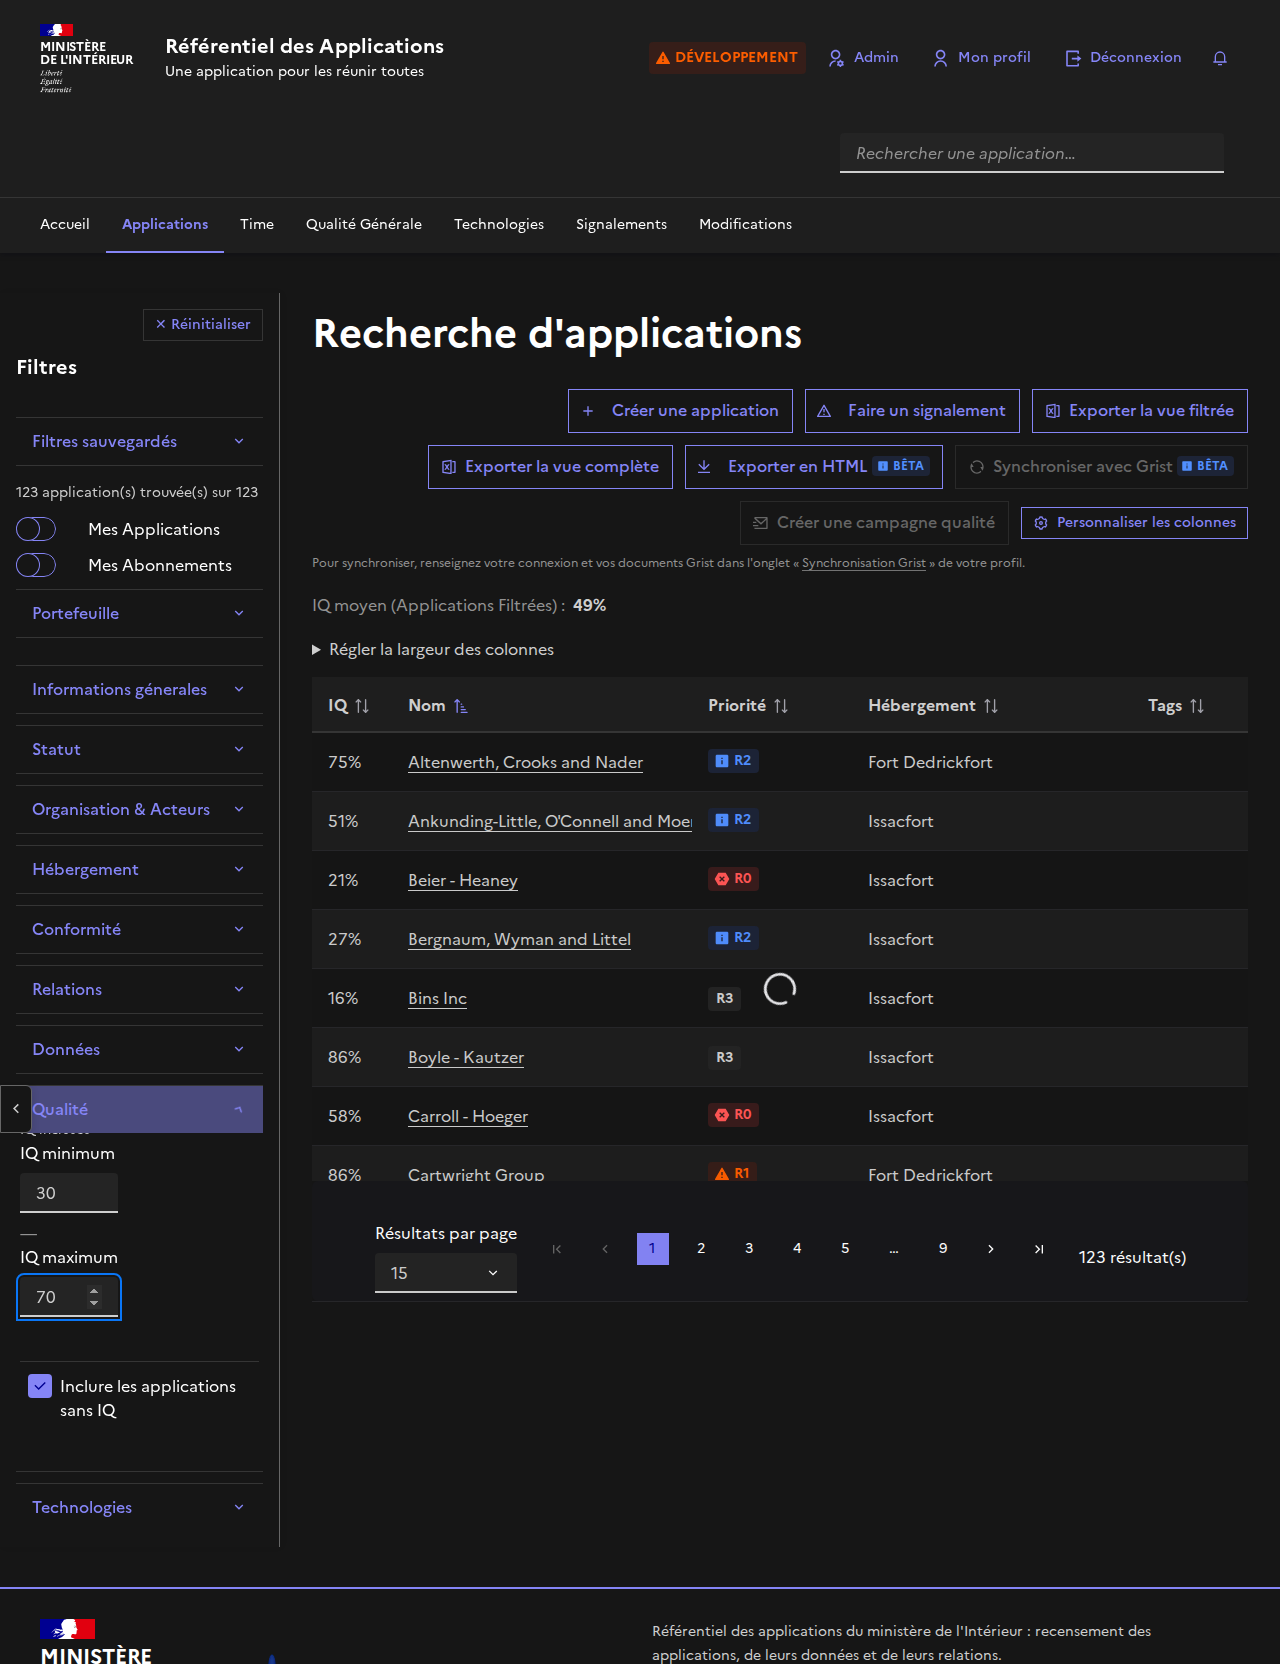 MINISTÈRE
DE L'INTÉRIEUR
Liberté
Égalité
Fraternité
Référentiel des Applications
Une application pour les réunir toutes
DÉVELOPPEMENT
Admin
Mon profil
Déconnexion
Rechercher une application...
Accueil
Applications
Time
Qualité Générale
Technologies
Signalements
Modifications
Réinitialiser
Filtres
Filtres sauvegardés
123 application(s) trouvée(s) sur 123
Mes Applications
Mes Abonnements
Portefeuille
Informations génerales
Statut
Organisation & Acteurs
Hébergement
Conformité
Relations
Données
Qualité
IQ minimum
30
—
IQ maximum
70
Inclure les applications
sans IQ
Technologies
Recherche d'applications
Créer une application
Faire un signalement
Exporter la vue filtrée
Exporter la vue complète
Exporter en HTML BÊTA
Synchroniser avec Grist BÊTA
Créer une campagne qualité
Personnaliser les colonnes
Pour synchroniser, renseignez votre connexion et vos documents Grist dans l'onglet « Synchronisation Grist » de votre profil.
IQ moyen (Applications Filtrées) : 49%
Régler la largeur des colonnes
IQ Nom Priorité Hébergement Tags
75% Altenwerth, Crooks and Nader R2 Fort Dedrickfort
51% Ankunding-Little, O'Connell and Moer R2 Issacfort
21% Beier - Heaney R0 Issacfort
27% Bergnaum, Wyman and Littel R2 Issacfort
16% Bins Inc R3 Issacfort
86% Boyle - Kautzer R3 Issacfort
58% Carroll - Hoeger R0 Issacfort
86% Cartwright Group R1 Fort Dedrickfort
Résultats par page
15
1 2 3 4 5 … 9
123 résultat(s)
MINISTÈRE
Référentiel des applications du ministère de l'Intérieur : recensement des
applications, de leurs données et de leurs relations.